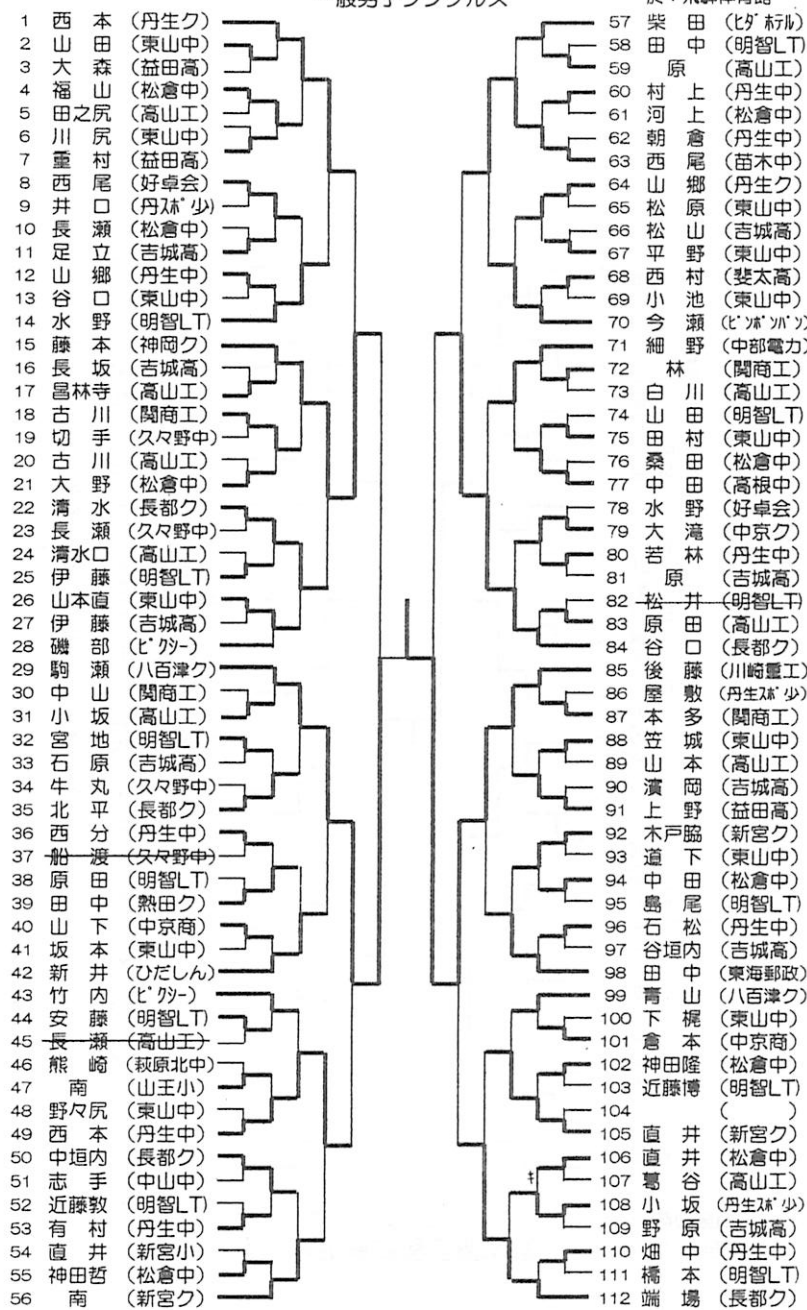 般男子シングルス
1 西本 (丹生ク)
2 山田 (東山中)
3 大森 (益田高)
4 福山 (松倉中)
5 田之尻 (高山工)
6 川尻 (東山中)
7 重村 (益田高)
8 西尾 (好卓会)
9 井口 (丹スポ少)
10 長瀬 (松倉中)
11 足立 (吉城高)
12 山郷 (丹生中)
13 谷口 (東山中)
14 水野 (明智LT)
15 藤本 (神岡ク)
16 長坂 (吉城高)
17 昌林寺 (高山工)
18 古川 (関商工)
19 切手 (久々野中)
20 古川 (高山工)
21 大野 (松倉中)
22 清水 (長都ク)
23 長瀬 (久々野中)
24 清水口 (高山工)
25 伊藤 (明智LT)
26 山本直 (東山中)
27 伊藤 (吉城高)
28 磯部 (ピクシー)
29 駒瀬 (八百津ク)
30 中山 (関商工)
31 小坂 (高山工)
32 宮地 (明智LT)
33 石原 (吉城高)
34 牛丸 (久々野中)
35 北平 (長都ク)
36 西分 (丹生中)
37 船渡 (久々野中)
38 原田 (明智LT)
39 田中 (熱田ク)
40 山下 (中京商)
41 坂本 (東山中)
42 新井 (ひだしん)
43 竹内 (ピクシー)
44 安藤 (明智LT)
45 長瀬 (高山工)
46 熊崎 (萩原北中)
47 南 (山王小)
48 野々尻 (東山中)
49 西本 (丹生中)
50 中垣内 (長都ク)
51 志手 (中山中)
52 近藤敦 (明智LT)
53 有村 (丹生中)
54 直井 (新宮小)
55 神田哲 (松倉中)
56 南 (新宮ク)
57 柴田 (ヒダホテル)
58 田中 (明智LT)
59 原 (高山工)
60 村上 (丹生中)
61 河上 (松倉中)
62 朝倉 (丹生中)
63 西尾 (苗木中)
64 山郷 (丹生ク)
65 松原 (東山中)
66 松山 (吉城高)
67 平野 (東山中)
68 西村 (斐太高)
69 小池 (東山中)
70 今瀬 (ピンポンパン)
71 細野 (中部電力)
72 林 (関商工)
73 白川 (高山工)
74 山田 (明智LT)
75 田村 (東山中)
76 桑田 (松倉中)
77 中田 (高根中)
78 水野 (好卓会)
79 大滝 (中京ク)
80 若林 (丹生中)
81 原 (吉城高)
82 松井 (明智LT)
83 原田 (高山工)
84 谷口 (長都ク)
85 後藤 (川崎重工)
86 屋敷 (丹生スポ少)
87 本多 (関商工)
88 笠城 (東山中)
89 山本 (高山工)
90 濱岡 (吉城高)
91 上野 (益田高)
92 木戸脇 (新宮ク)
93 道下 (東山中)
94 中田 (松倉中)
95 島尾 (明智LT)
96 石松 (丹生中)
97 谷垣内 (吉城高)
98 田中 (東海郵政)
99 青山 (八百津ク)
100 下梶 (東山中)
101 倉本 (中京商)
102 神田隆 (松倉中)
103 近藤博 (明智LT)
104 ( )
105 直井 (新宮ク)
106 直井 (松倉中)
107 葛谷 (高山工)
108 小坂 (丹生スポ少)
109 野原 (吉城高)
110 畑中 (丹生中)
111 橋本 (明智LT)
112 端場 (長都ク)